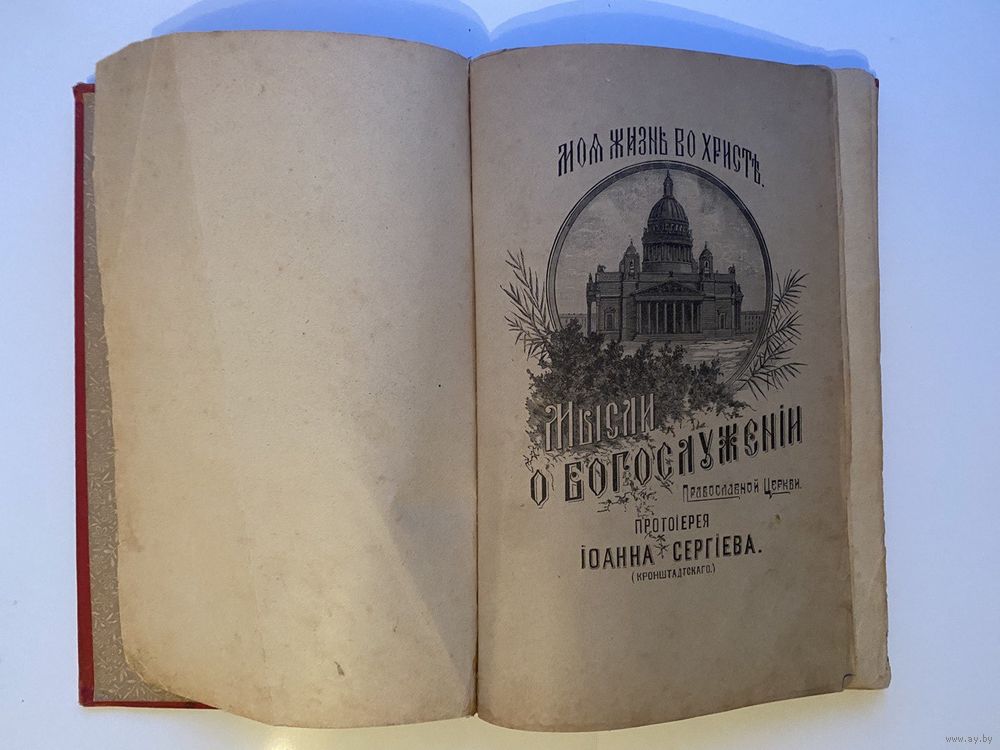 МОЯ ЖИЗНЬ ВО ХРИСТѢ.
МЫСЛИ
О БОГОСЛУЖЕНІИ
ПРАВОСЛАВНОЙ ЦЕРКВИ.
ПРОТОІЕРЕЯ
ІОАННА СЕРГІЕВА.
(КРОНШТАДТСКАГО.)
www.ay.by